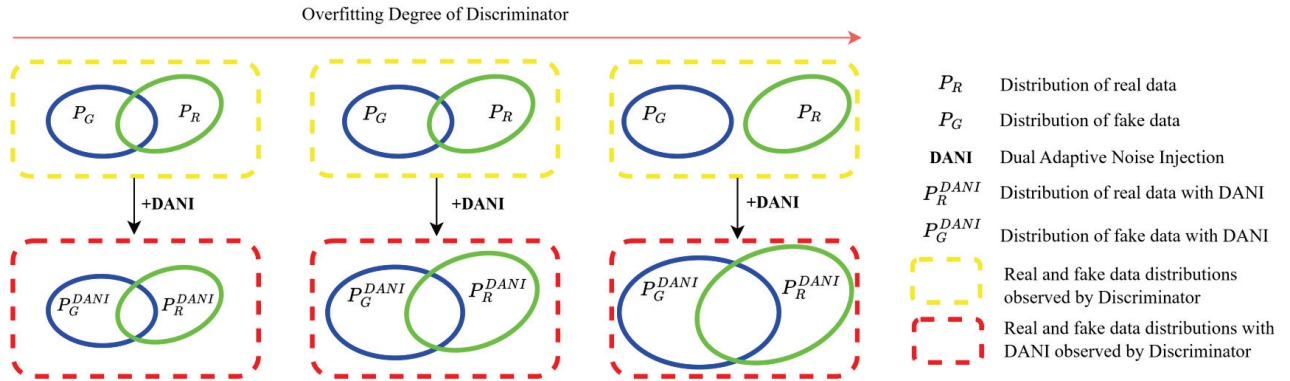 Overfitting Degree of Discriminator
P_G P_R
P_G P_R
P_G P_R
+DANI
+DANI
+DANI
P_G^{DANI} P_R^{DANI}
P_G^{DANI} P_R^{DANI}
P_G^{DANI} P_R^{DANI}
P_R Distribution of real data
P_G Distribution of fake data
DANI Dual Adaptive Noise Injection
P_R^{DANI} Distribution of real data with DANI
P_G^{DANI} Distribution of fake data with DANI
Real and fake data distributions
observed by Discriminator
Real and fake data distributions with
DANI observed by Discriminator